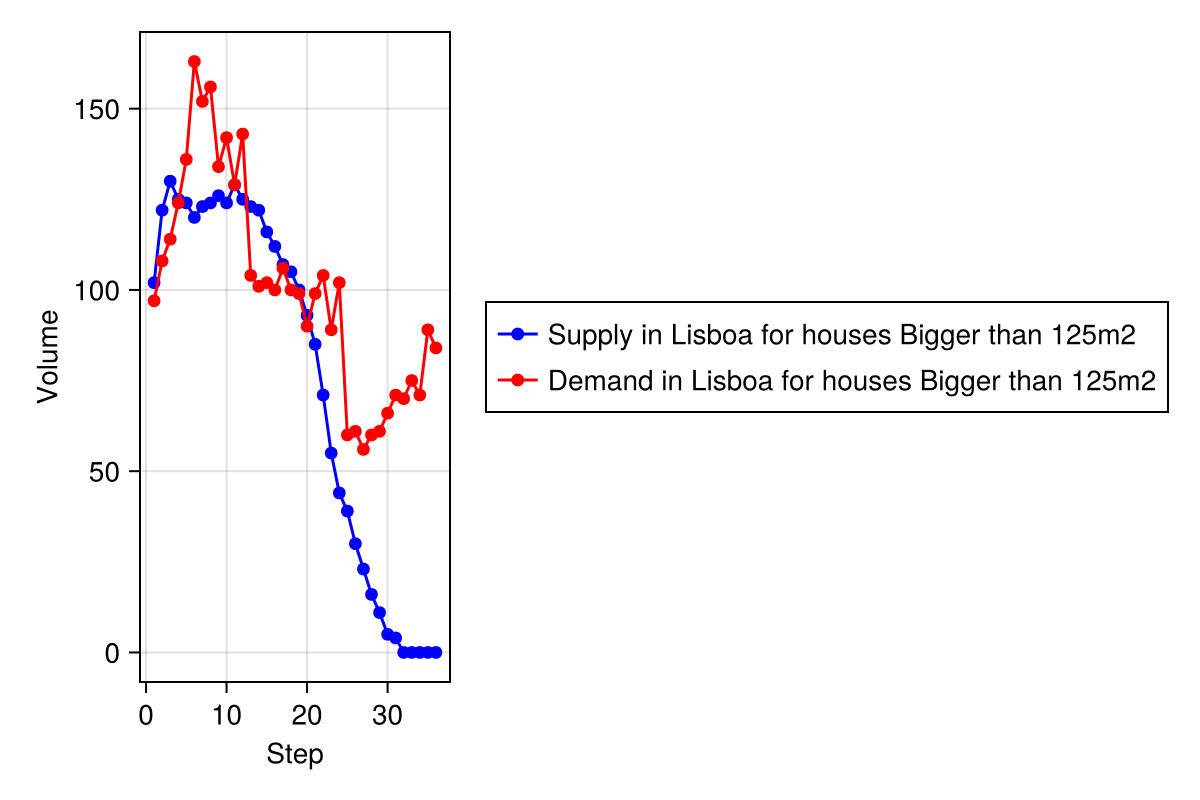 150
100
50
0
Volume
0 10 20 30
Step
Supply in Lisboa for houses Bigger than 125m2
Demand in Lisboa for houses Bigger than 125m2